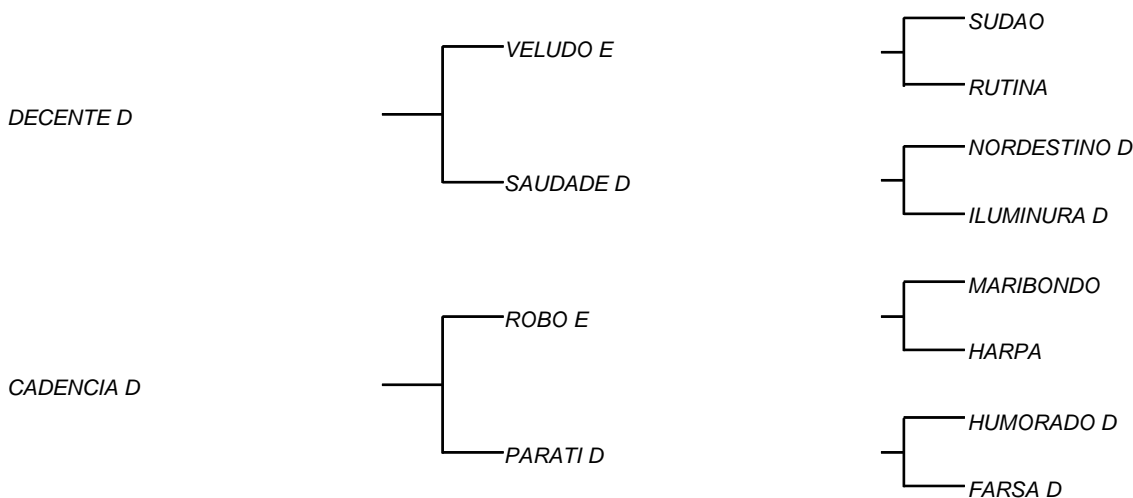 SUDAO
VELUDO E
RUTINA
DECENTE D
NORDESTINO D
SAUDADE D
ILUMINURA D
MARIBONDO
ROBO E
HARPA
CADENCIA D
HUMORADO D
PARATI D
FARSA D